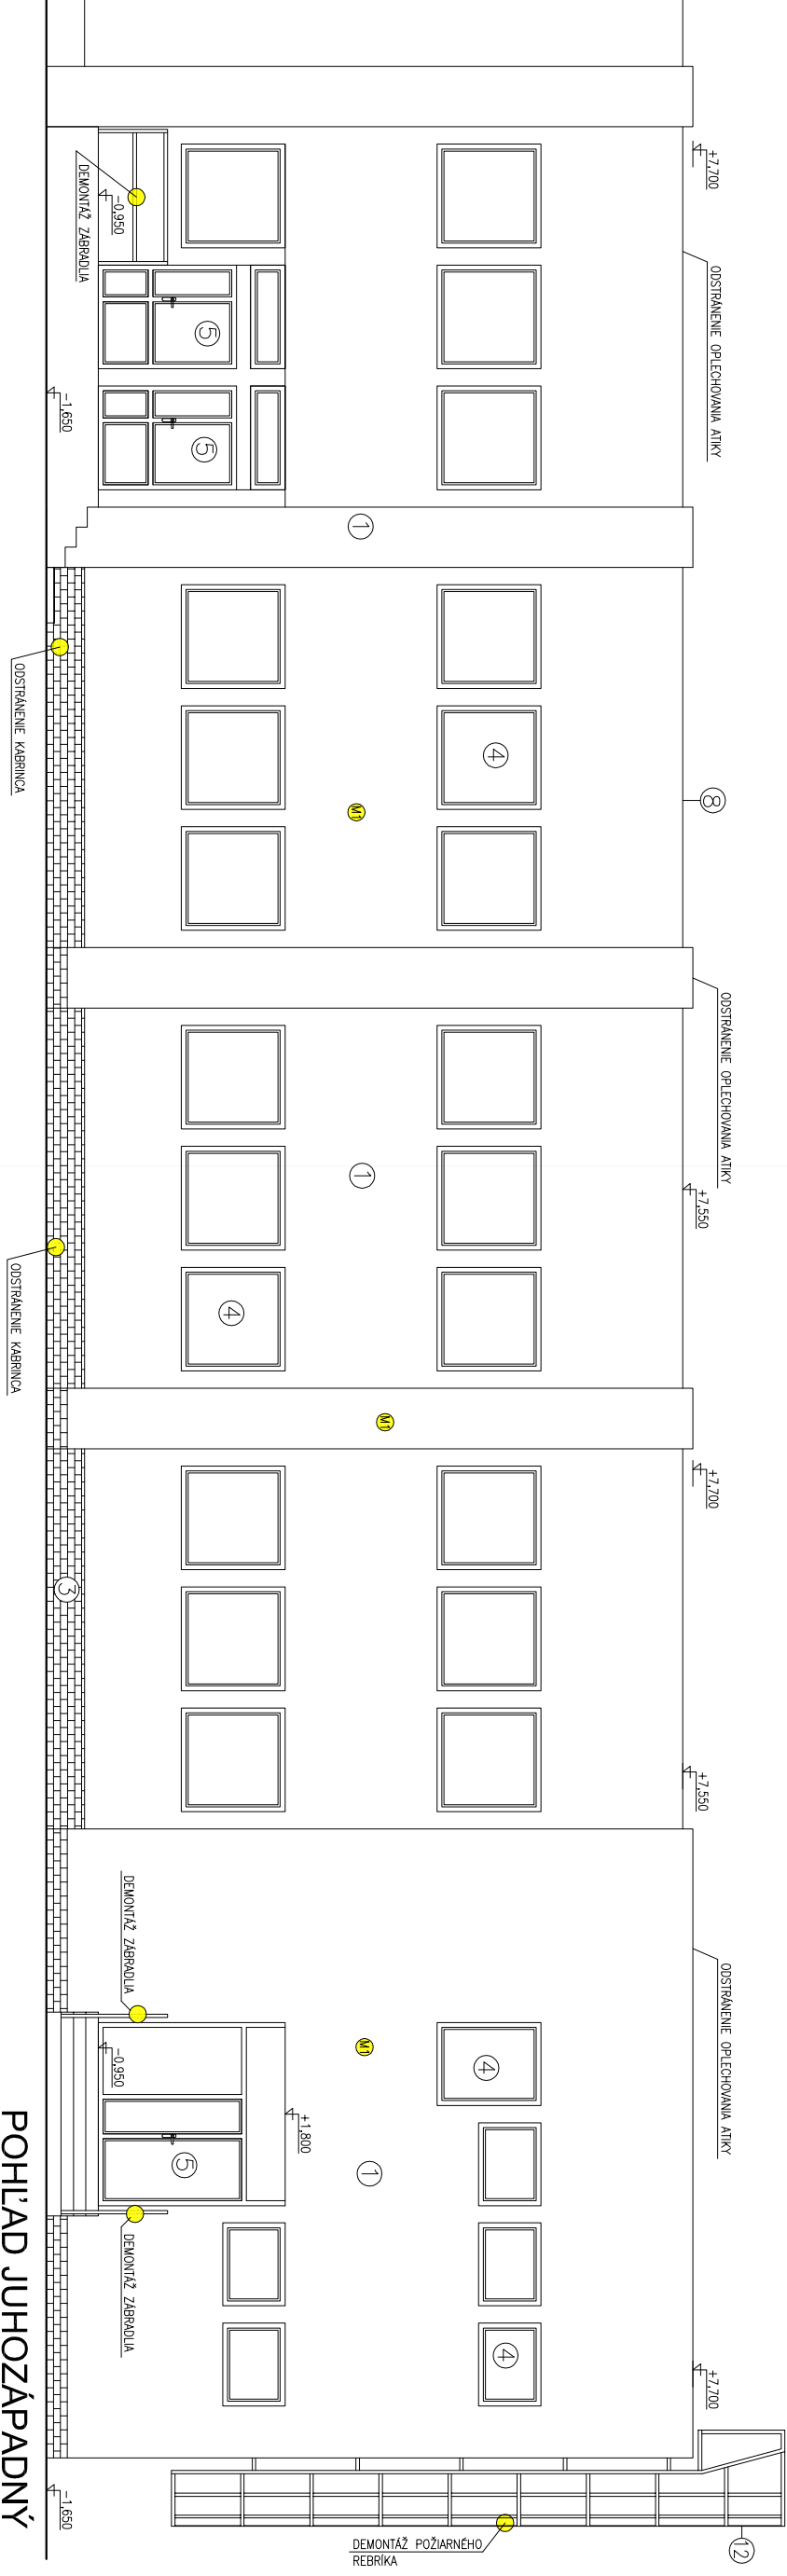 +7,700
ODSTRÁNENIE OPLECHOVANIA ATIKY
-0,950
DEMONTÁŽ ZÁBRADLIA
5
5
-1,650
1
ODSTRÁNENIE KABRINCA
4
M1
8
ODSTRÁNENIE OPLECHOVANIA ATIKY
+7,550
1
4
ODSTRÁNENIE KABRINCA
M1
+7,700
3
+7,550
DEMONTÁŽ ZÁBRADLIA
ODSTRÁNENIE OPLECHOVANIA ATIKY
M1
4
-0,950
+1,800
5
1
DEMONTÁŽ ZÁBRADLIA
4
+7,700
-1,650
DEMONTÁŽ POŽIARNÉHO
REBRÍKA
12
POHĽAD JUHOZÁPADNÝ